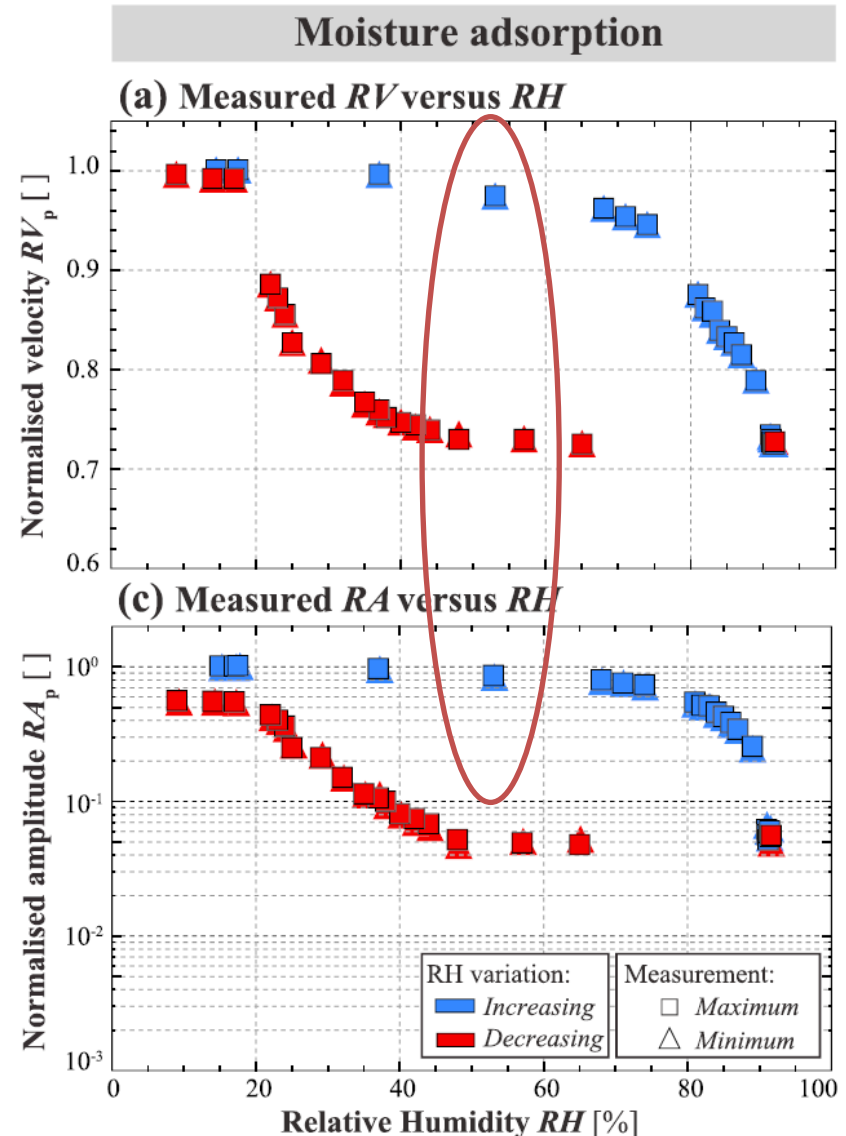 Moisture adsorption
(a) Measured RV versus RH
Normalised velocity RVp [ ]
1.0
0.9
0.8
0.7
0.6
(c) Measured RA versus RH
Normalised amplitude RAp [ ]
10⁰
10⁻¹
10⁻²
10⁻³
RH variation:
Increasing
Decreasing
Measurement:
Maximum
Minimum
0 20 40 60 80 100
Relative Humidity RH [%]